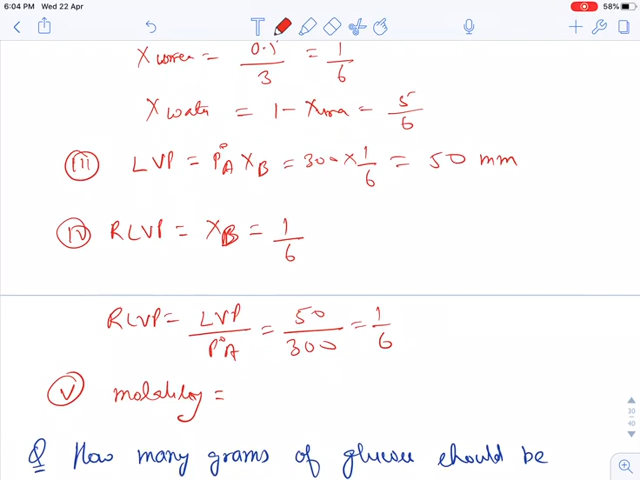 6:04 PM Wed 22 Apr
58%
X urea = 0.5 / 3 = 1 / 6
X water = 1 - X urea = 5 / 6
(iii) LVP = P°A XB = 300 × 1 / 6 = 50 mm
(iv) RLVP = XB = 1 / 6
RLVP = LVP / P°A = 50 / 300 = 1 / 6
(v) molality =
Q How many grams of glucose should be
30
40